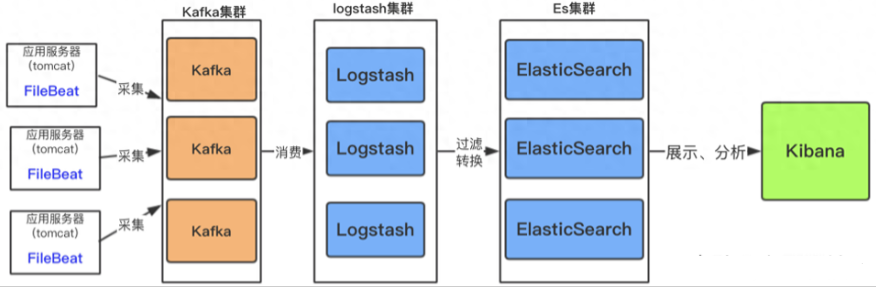 Kafka集群
logstash集群
Es集群
应用服务器
(tomcat)
FileBeat
采集
应用服务器
(tomcat)
FileBeat
采集
应用服务器
(tomcat)
FileBeat
采集
Kafka
Kafka
Kafka
消费
Logstash
Logstash
Logstash
过滤
转换
ElasticSearch
ElasticSearch
ElasticSearch
展示、分析
Kibana